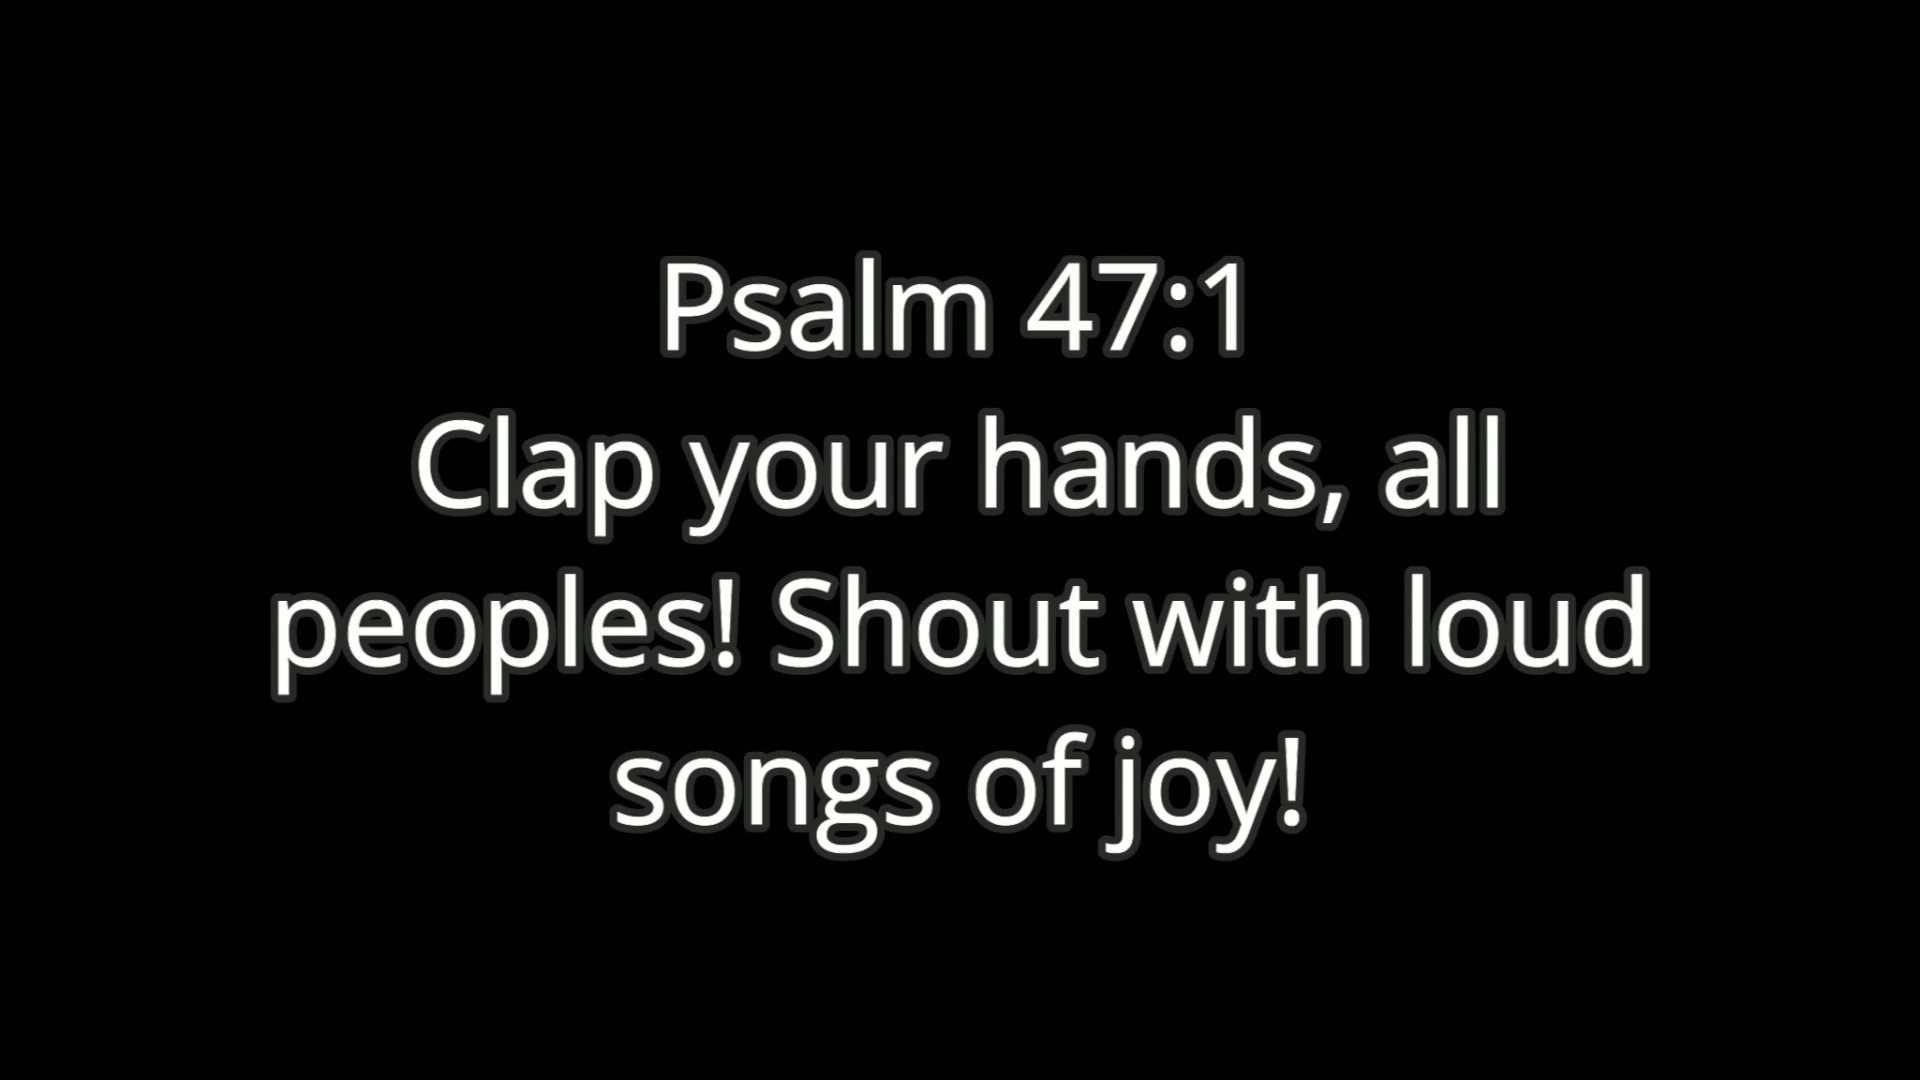 Psalm 47:1
Clap your hands, all
peoples! Shout with loud
songs of joy!